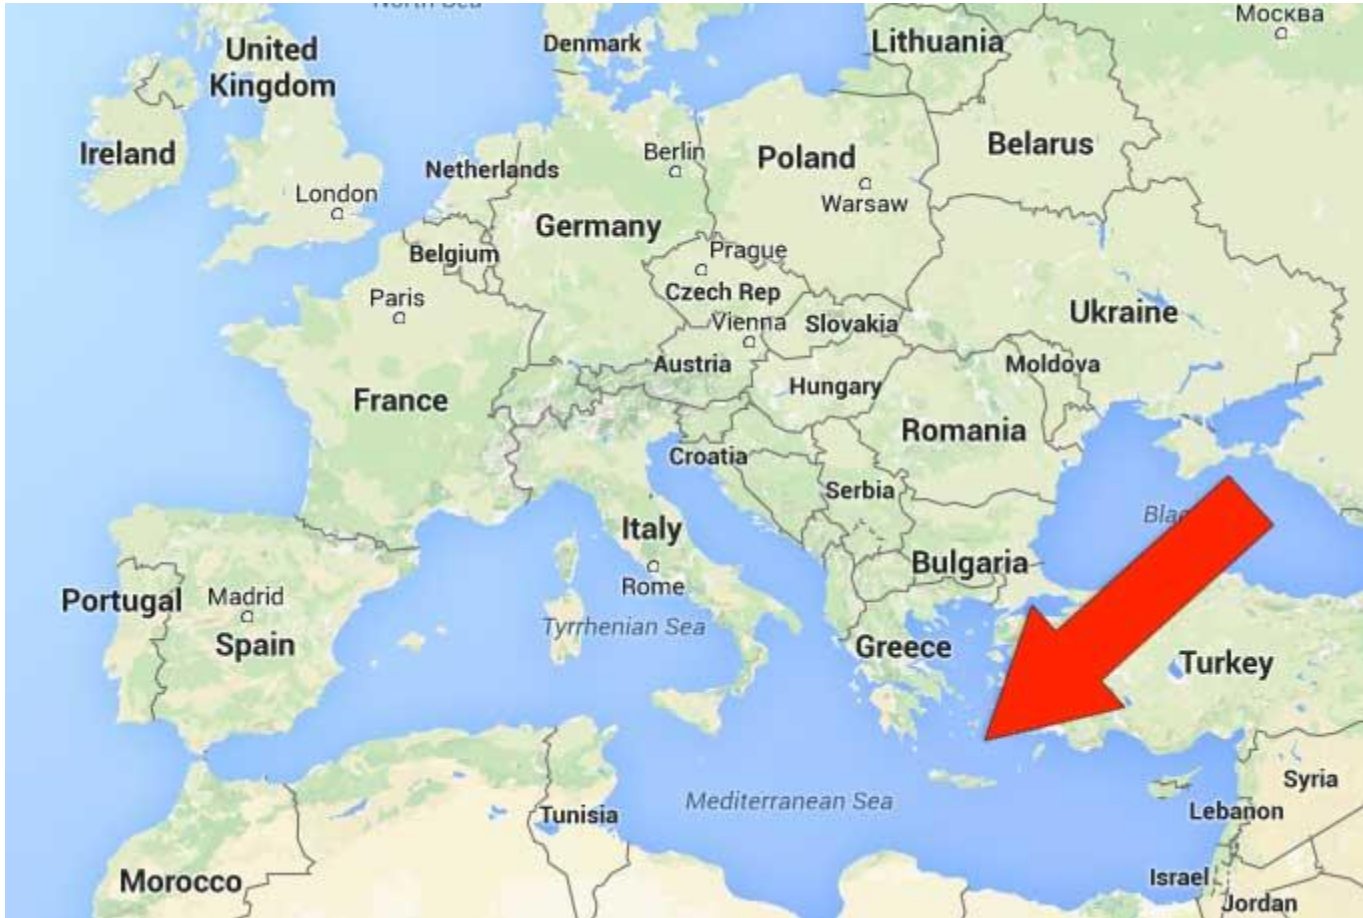 North Sea
Москва
United
Kingdom
Denmark
Lithuania
Ireland
London
Netherlands
Berlin
Poland
Warsaw
Belarus
Germany
Belgium
Paris
Prague
Czech Rep
Vienna
Slovakia
Ukraine
Austria
Hungary
Moldova
France
Romania
Croatia
Serbia
Italy
Rome
Bulgaria
Portugal
Madrid
Spain
Tyrrhenian Sea
Greece
Turkey
Syria
Mediterranean Sea
Tunisia
Lebanon
Morocco
Israel
Jordan